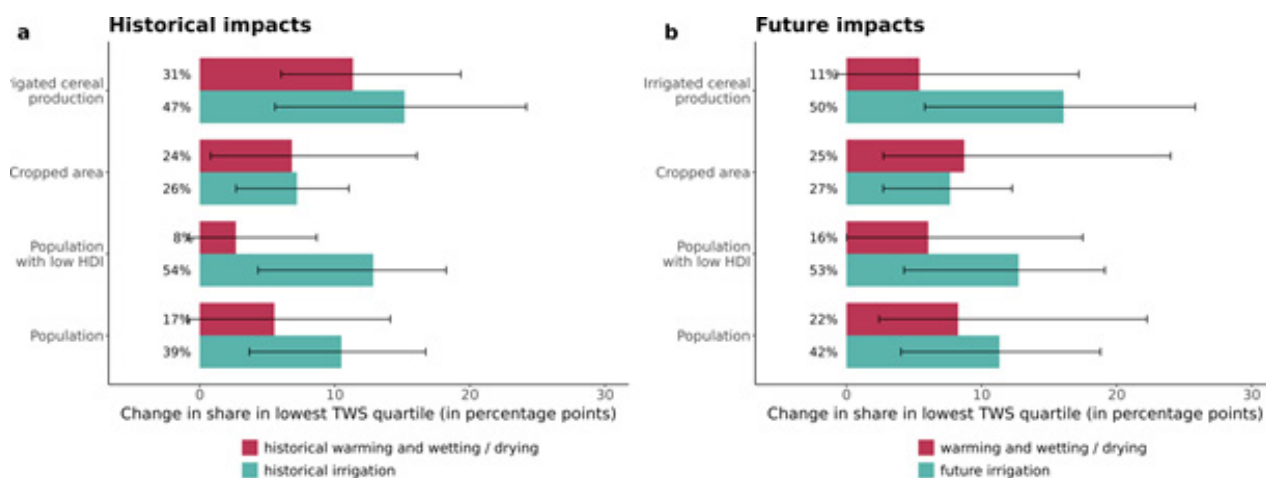 a
Historical impacts
rigated cereal
production
31%
47%
Cropped area
24%
26%
Population
with low HDI
8%
54%
Population
17%
39%
0 10 20 30
Change in share in lowest TWS quartile (in percentage points)
historical warming and wetting / drying
historical irrigation
b
Future impacts
Irrigated cereal
production
11%
50%
Cropped area
25%
27%
Population
with low HDI
16%
53%
Population
22%
42%
0 10 20 30
Change in share in lowest TWS quartile (in percentage points)
warming and wetting / drying
future irrigation